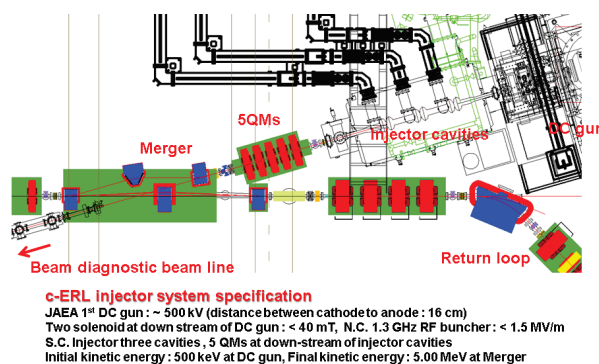 5QMs
DC gun
Injector cavities
Merger
Return loop
Beam diagnostic beam line
c-ERL injector system specification
JAEA 1st DC gun : ~ 500 kV (distance between cathode to anode : 16 cm)
Two solenoid at down stream of DC gun : < 40 mT,  N.C. 1.3 GHz RF buncher : < 1.5 MV/m
S.C. Injector three cavities , 5 QMs at down-stream of injector cavities
Initial kinetic energy : 500 keV at DC gun, Final kinetic energy : 5.00 MeV at Merger